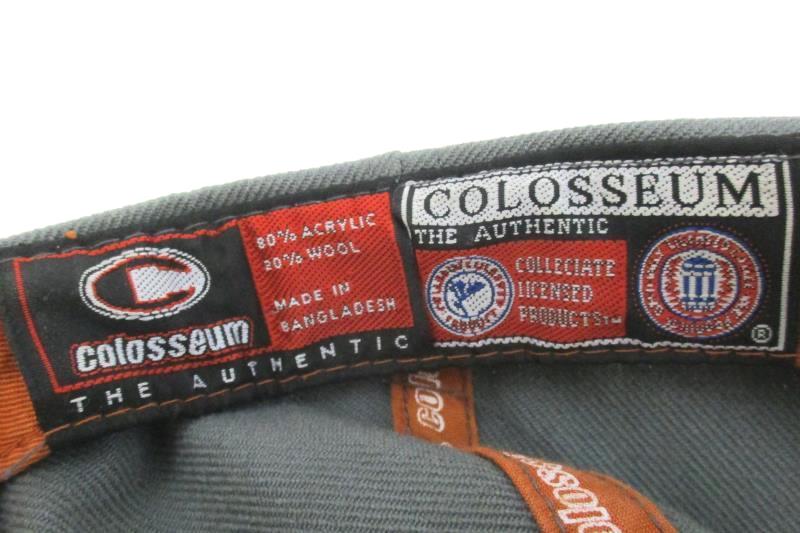 80% ACRYLIC
20% WOOL
MADE IN
BANGLADESH
colosseum
THE AUTHENTIC
COLOSSEUM
THE AUTHENTIC
COLLEGIATE
LICENSED
PRODUCTS™
®
colosseum